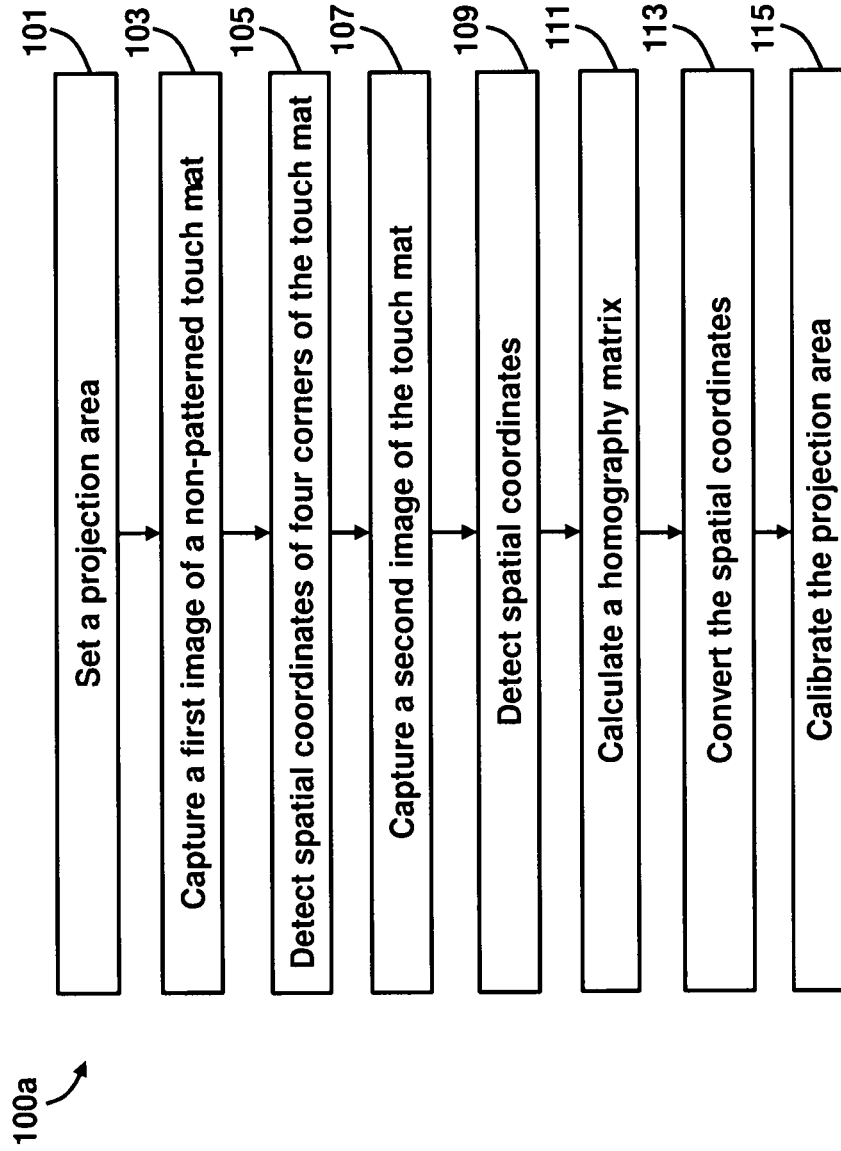 100a
Set a projection area
101
Capture a first image of a non-patterned touch mat
103
Detect spatial coordinates of four corners of the touch mat
105
Capture a second image of the touch mat
107
Detect spatial coordinates
109
Calculate a homography matrix
111
Convert the spatial coordinates
113
Calibrate the projection area
115